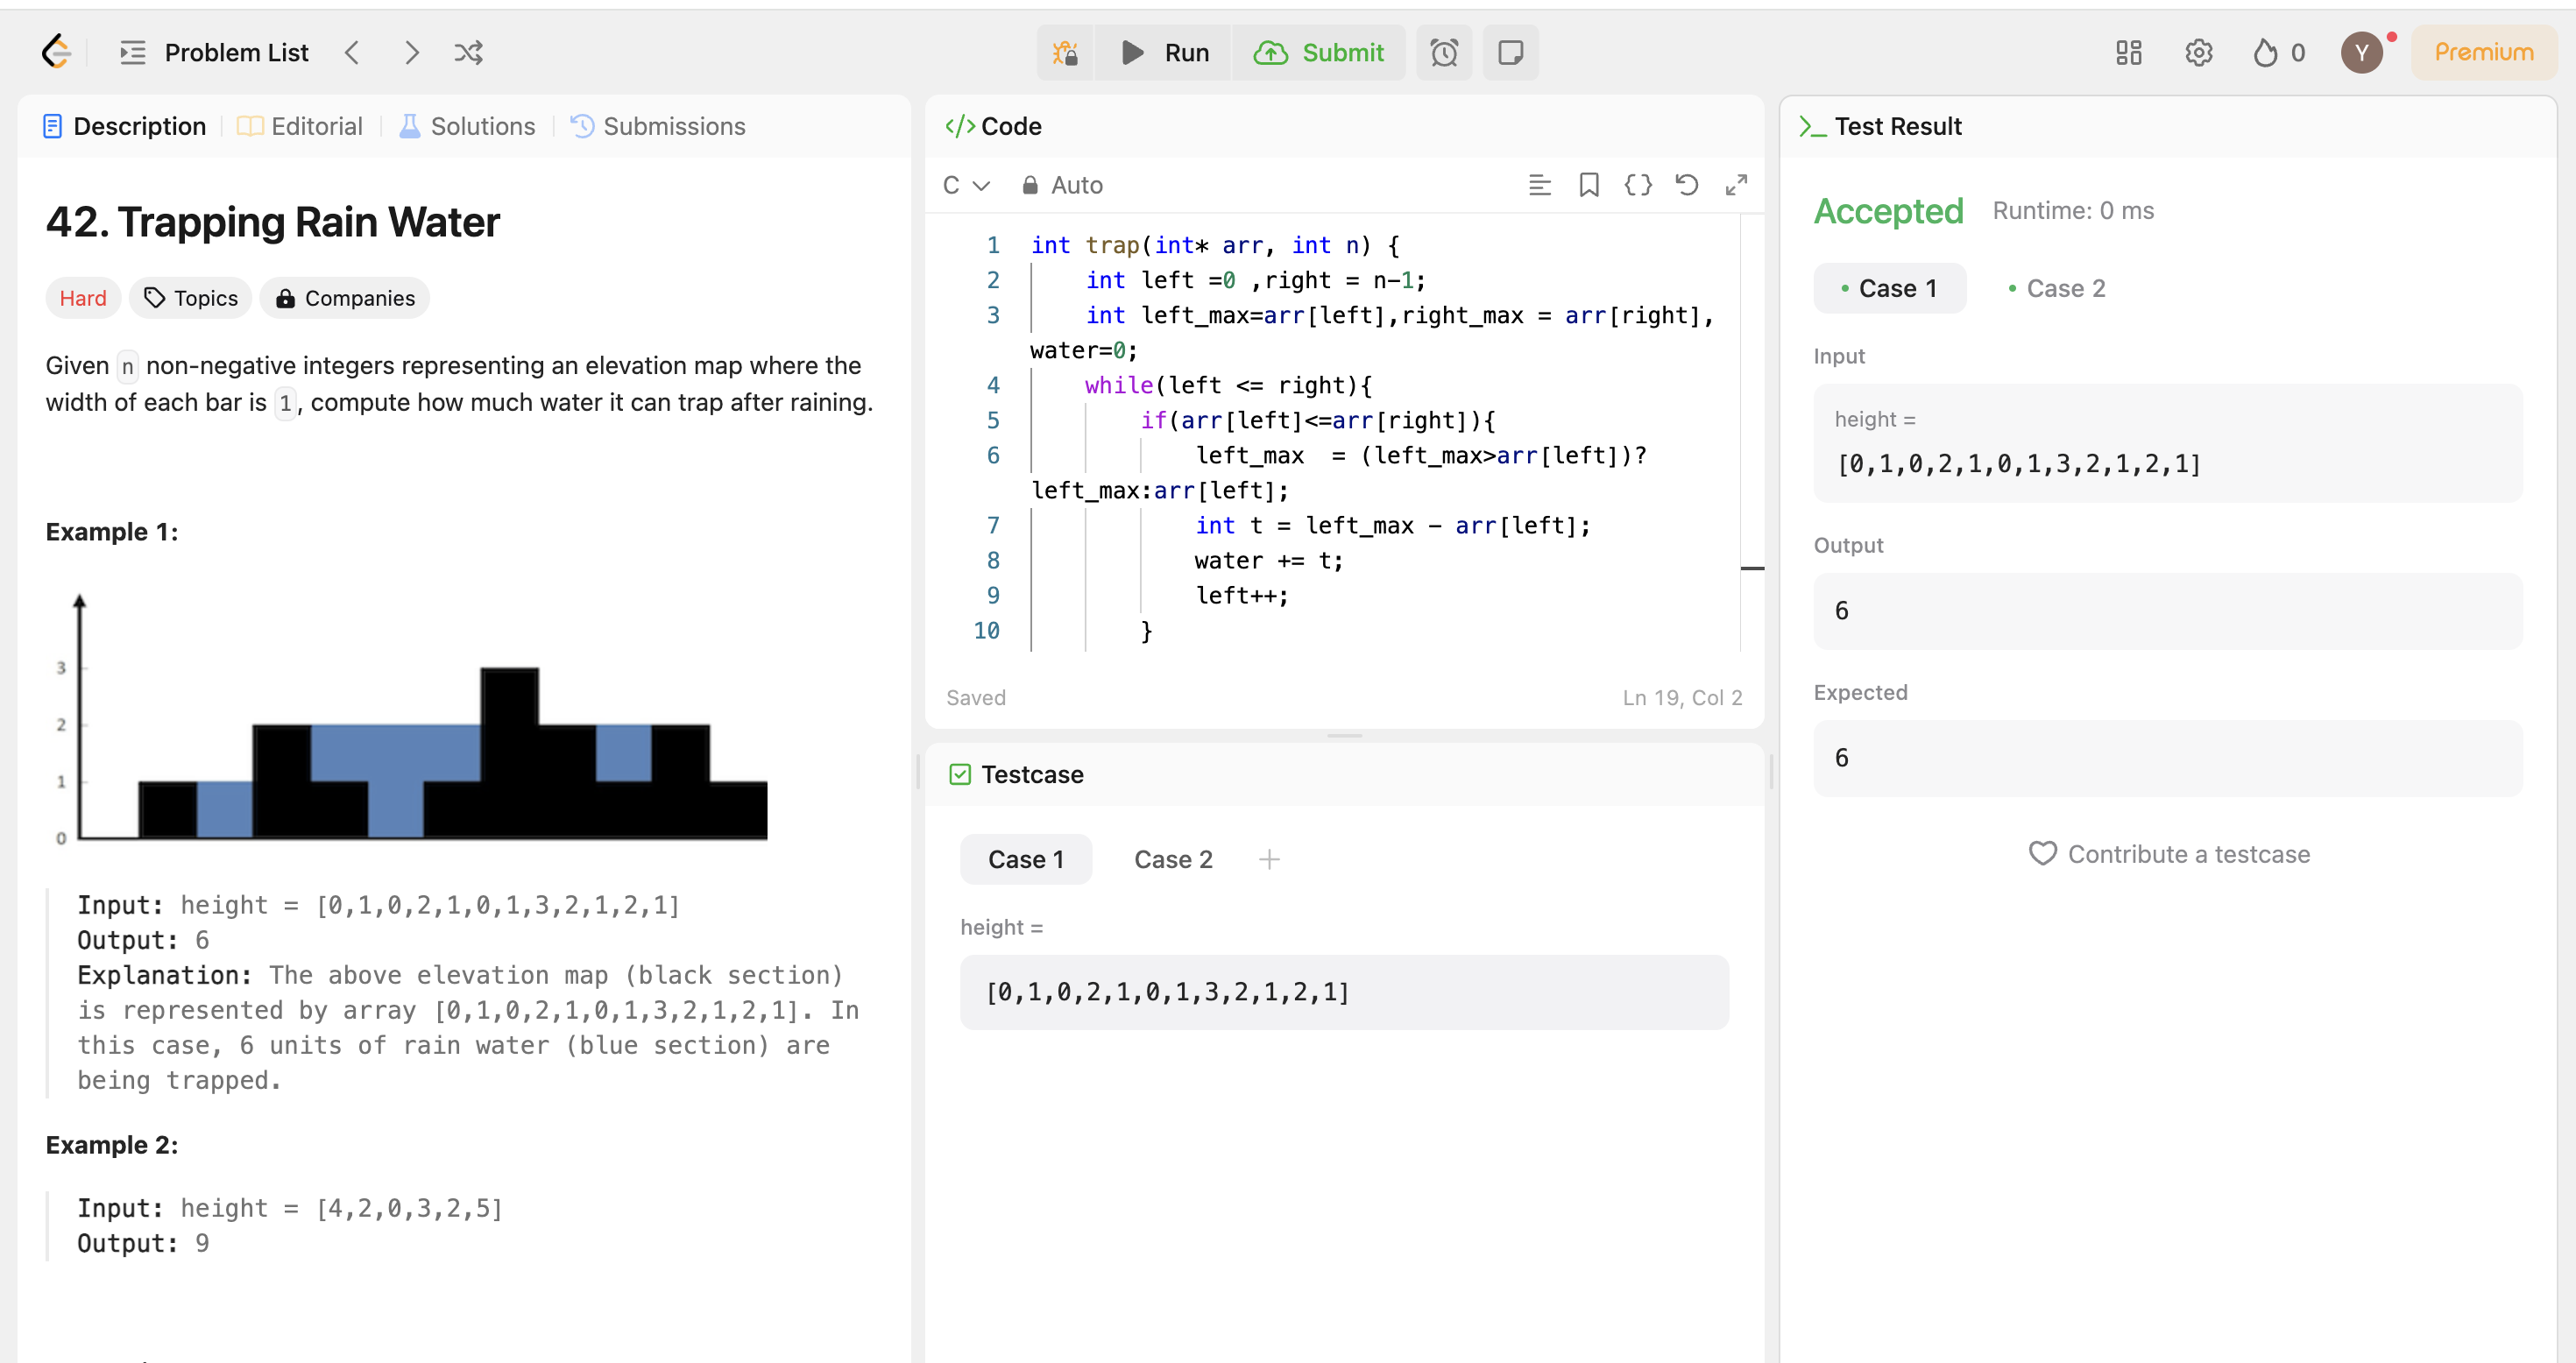 Problem List
Run
Submit
0
Y
Premium
Description
Editorial
Solutions
Submissions
42. Trapping Rain Water
Hard
Topics
Companies
Given n non-negative integers representing an elevation map where the
width of each bar is 1, compute how much water it can trap after raining.
Example 1:
3
2
1
0
Input: height = [0,1,0,2,1,0,1,3,2,1,2,1]
Output: 6
Explanation: The above elevation map (black section)
is represented by array [0,1,0,2,1,0,1,3,2,1,2,1]. In
this case, 6 units of rain water (blue section) are
being trapped.
Example 2:
Input: height = [4,2,0,3,2,5]
Output: 9
</> Code
C
Auto
1 int trap(int* arr, int n) {
2 int left =0 ,right = n-1;
3 int left_max=arr[left],right_max = arr[right],
water=0;
4 while(left <= right){
5 if(arr[left]<=arr[right]){
6 left_max  = (left_max>arr[left])?
left_max:arr[left];
7 int t = left_max - arr[left];
8 water += t;
9 left++;
10 }
Saved
Ln 19, Col 2
Testcase
Case 1
Case 2
+
height =
[0,1,0,2,1,0,1,3,2,1,2,1]
>_ Test Result
Accepted
Runtime: 0 ms
• Case 1
• Case 2
Input
height =
[0,1,0,2,1,0,1,3,2,1,2,1]
Output
6
Expected
6
Contribute a testcase